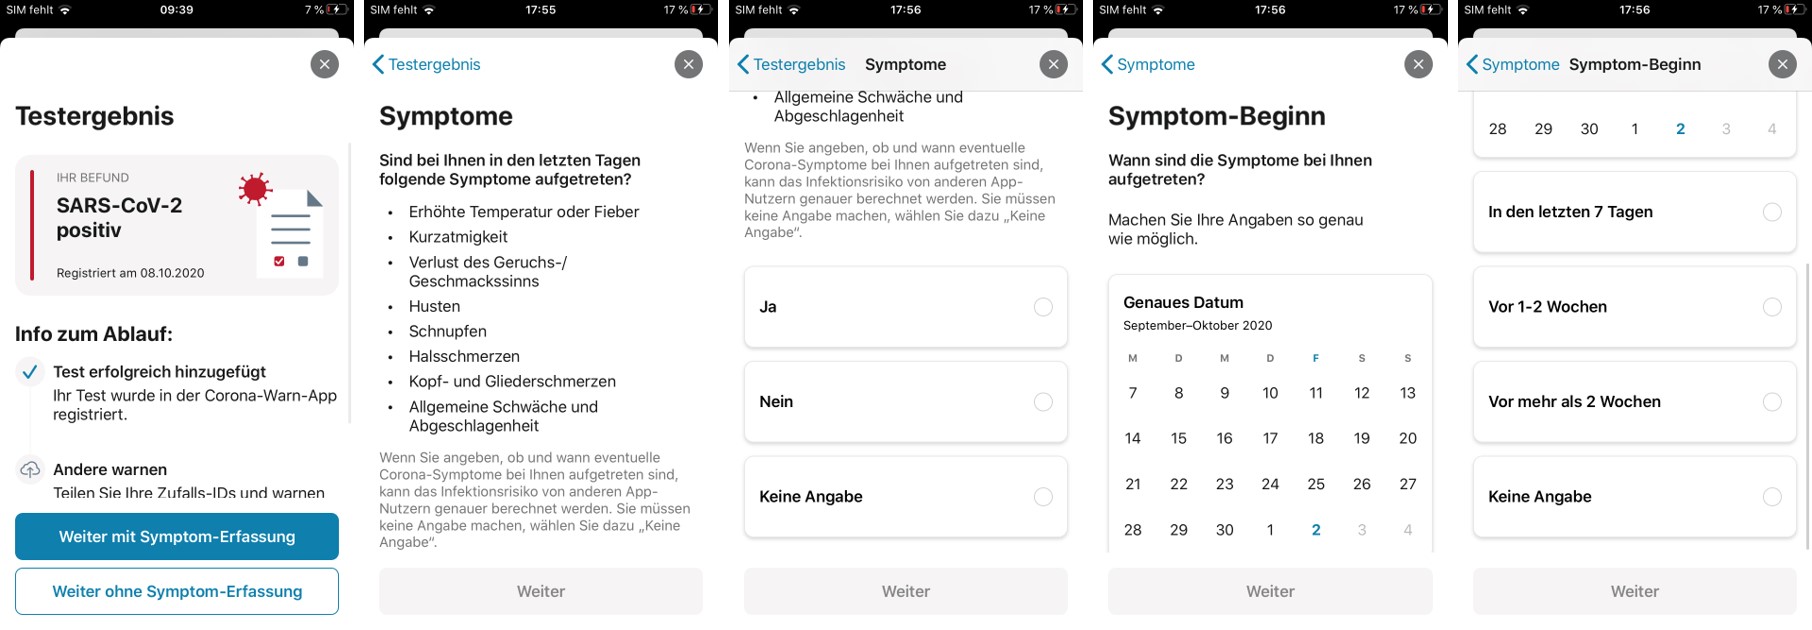 SIM fehlt 09:39 7 %
Testergebnis
IHR BEFUND
SARS-CoV-2
positiv
Registriert am 08.10.2020
Info zum Ablauf:
Test erfolgreich hinzugefügt
Ihr Test wurde in der Corona-Warn-App
registriert.
Andere warnen
Teilen Sie Ihre Zufalls-IDs und warnen
Weiter mit Symptom-Erfassung
Weiter ohne Symptom-Erfassung
SIM fehlt 17:55 17 %
Testergebnis
Symptome
Sind bei Ihnen in den letzten Tagen
folgende Symptome aufgetreten?
• Erhöhte Temperatur oder Fieber
• Kurzatmigkeit
• Verlust des Geruchs-/
Geschmackssinns
• Husten
• Schnupfen
• Halsschmerzen
• Kopf- und Gliederschmerzen
• Allgemeine Schwäche und
Abgeschlagenheit
Wenn Sie angeben, ob und wann eventuelle
Corona-Symptome bei Ihnen aufgetreten sind,
kann das Infektionsrisiko von anderen App-
Nutzern genauer berechnet werden. Sie müssen
keine Angabe machen, wählen Sie dazu „Keine
Angabe“.
Weiter
SIM fehlt 17:56 17 %
Testergebnis Symptome
• Allgemeine Schwäche und
Abgeschlagenheit
Wenn Sie angeben, ob und wann eventuelle
Corona-Symptome bei Ihnen aufgetreten sind,
kann das Infektionsrisiko von anderen App-
Nutzern genauer berechnet werden. Sie müssen
keine Angabe machen, wählen Sie dazu „Keine
Angabe“.
Ja
Nein
Keine Angabe
Weiter
SIM fehlt 17:56 17 %
Symptome
Symptom-Beginn
Wann sind die Symptome bei Ihnen
aufgetreten?
Machen Sie Ihre Angaben so genau
wie möglich.
Genaues Datum
September–Oktober 2020
M D M D F S S
7 8 9 10 11 12 13
14 15 16 17 18 19 20
21 22 23 24 25 26 27
28 29 30 1 2 3 4
Weiter
SIM fehlt 17:56 17 %
Symptome Symptom-Beginn
28 29 30 1 2 3 4
In den letzten 7 Tagen
Vor 1-2 Wochen
Vor mehr als 2 Wochen
Keine Angabe
Weiter